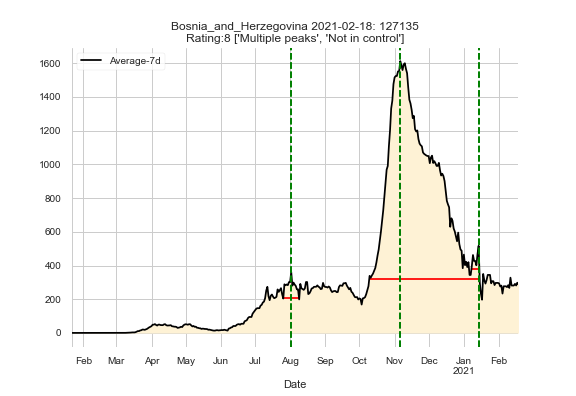 Bosnia_and_Herzegovina 2021-02-18: 127135
Rating:8 ['Multiple peaks', 'Not in control']
Average-7d
1600
1400
1200
1000
800
600
400
200
0
Feb Mar Apr May Jun Jul Aug Sep Oct Nov Dec Jan Feb
2021
Date